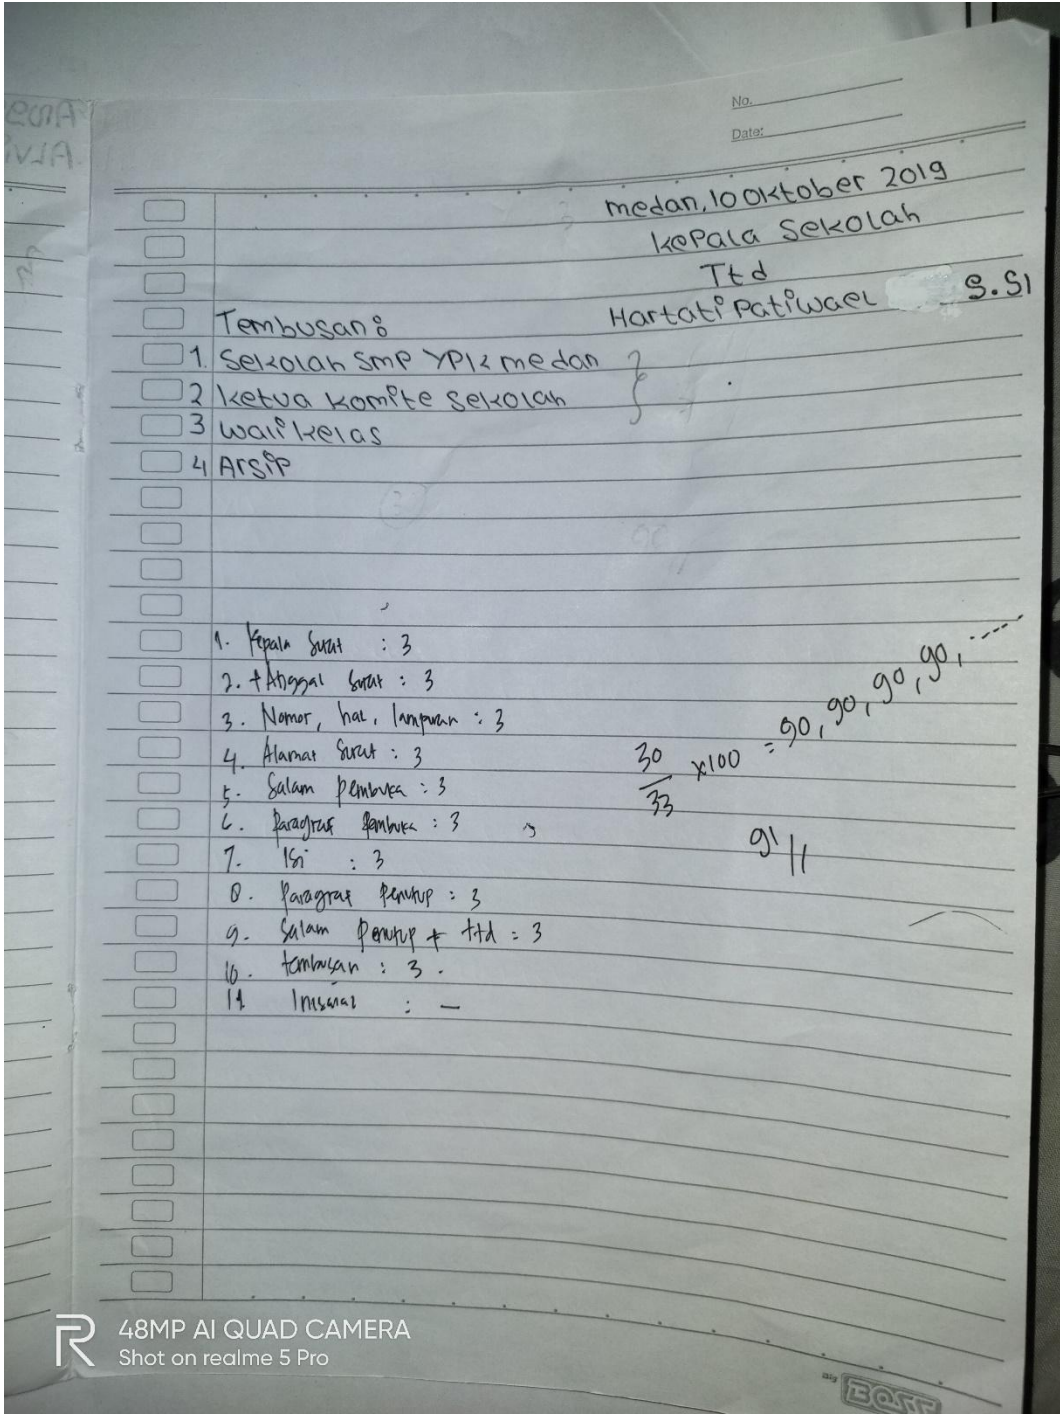 No.
Date:
medan, 10 Oktober 2019
Kepala Sekolah
Ttd
Hartati Patiwael S.SI
Tembusan:
1. Sekolah SMP YPK medan
2 Ketua Komite Sekolah
3 Wali Kelas
4 Arsip
1. Kepala Surat : 3
2. tAnggal Surat : 3
3. Nomor, hal, lampiran : 3
4. Alamat Surat : 3
5. Salam pembuka : 3
6. Paragraf Pembuka : 3
7. Isi : 3
8. Paragraf Penutup : 3
9. Salam Penutup + ttd : 3
10. tembusan : 3.
11 Inisial : —
30/33 x100 = 90, 90, 90, 90, ......
91 //
48MP AI QUAD CAMERA
Shot on realme 5 Pro
BOSS